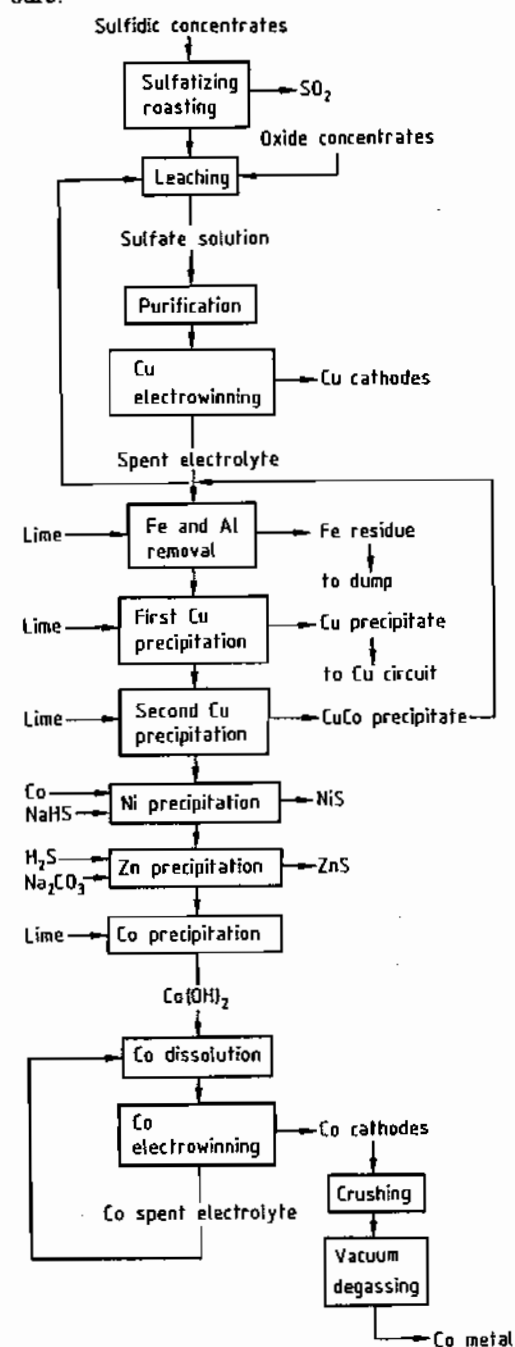 Sulfidic concentrates
Sulfatizing
roasting
SO₂
Oxide concentrates
Leaching
Sulfate solution
Purification
Cu
electrowinning
Cu cathodes
Spent electrolyte
Lime
Fe and Al
removal
Fe residue
to dump
Lime
First Cu
precipitation
Cu precipitate
to Cu circuit
Lime
Second Cu
precipitation
CuCo precipitate
Co
NaHS
Ni precipitation
NiS
H₂S
Na₂CO₃
Zn precipitation
ZnS
Lime
Co precipitation
Co(OH)₂
Co dissolution
Co
electrowinning
Co cathodes
Crushing
Co spent electrolyte
Vacuum
degassing
Co metal